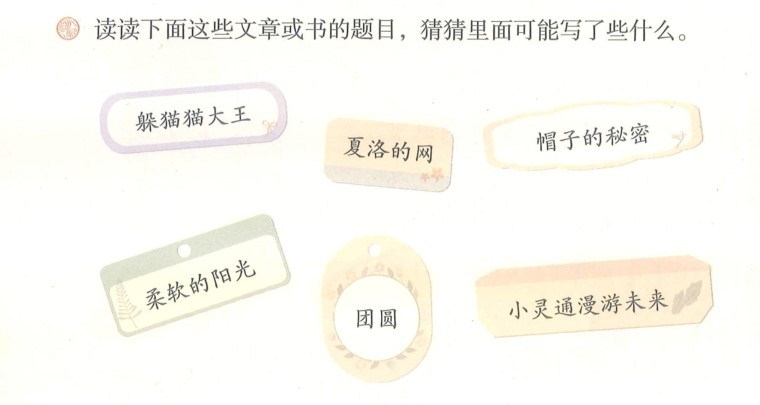 读读下面这些文章或书的题目，猜猜里面可能写了些什么。
躲猫猫大王
夏洛的网
帽子的秘密
柔软的阳光
团圆
小灵通漫游未来